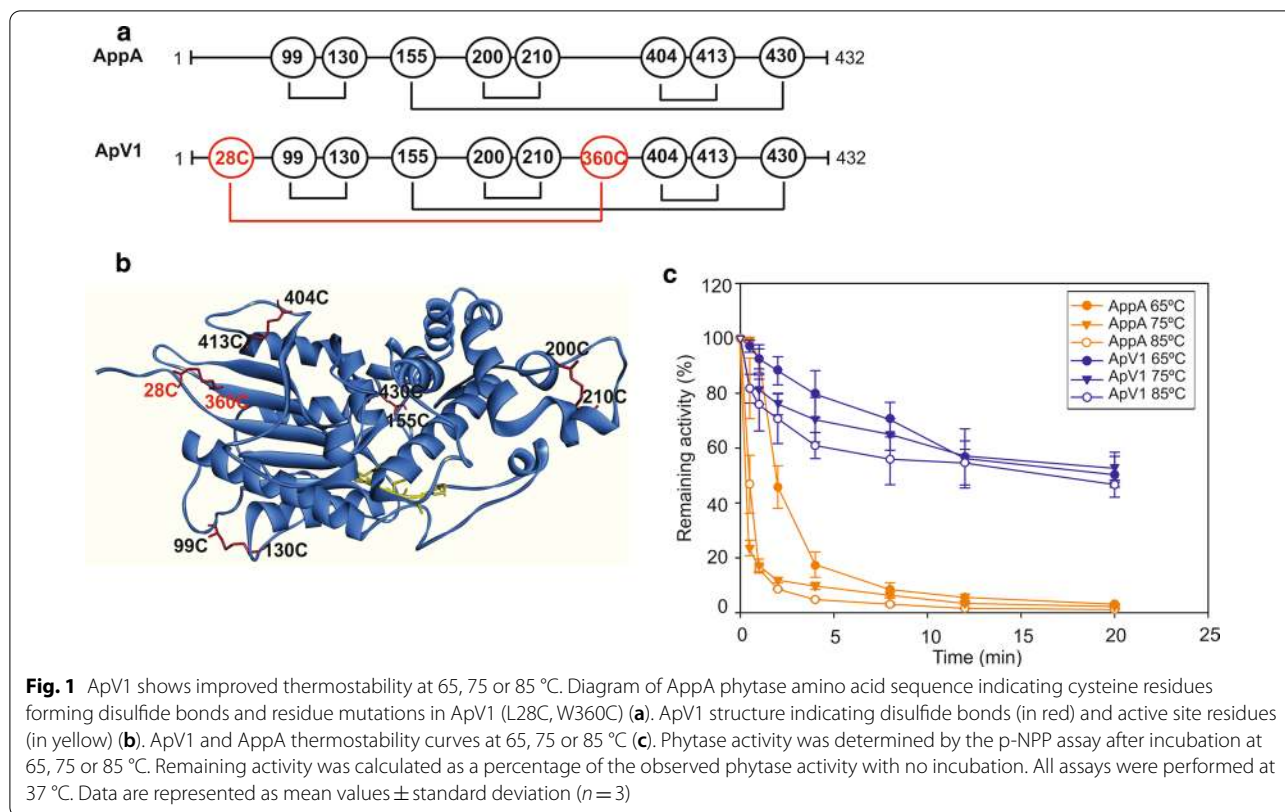 a
AppA 1 99 130 155 200 210 404 413 430 432
ApV1 1 28C 99 130 155 200 210 360C 404 413 430 432
b
404C
413C
28C
360C
430C
155C
200C
210C
99C
130C
c
120
100
80
60
40
20
0
Remaining activity (%)
AppA 65ºC
AppA 75ºC
AppA 85ºC
ApV1 65ºC
ApV1 75ºC
ApV1 85ºC
0 5 10 15 20 25
Time (min)
Fig. 1 ApV1 shows improved thermostability at 65, 75 or 85 °C. Diagram of AppA phytase amino acid sequence indicating cysteine residues
forming disulfide bonds and residue mutations in ApV1 (L28C, W360C) (a). ApV1 structure indicating disulfide bonds (in red) and active site residues
(in yellow) (b). ApV1 and AppA thermostability curves at 65, 75 or 85 °C (c). Phytase activity was determined by the p-NPP assay after incubation at
65, 75 or 85 °C. Remaining activity was calculated as a percentage of the observed phytase activity with no incubation. All assays were performed at
37 °C. Data are represented as mean values ± standard deviation (n = 3)